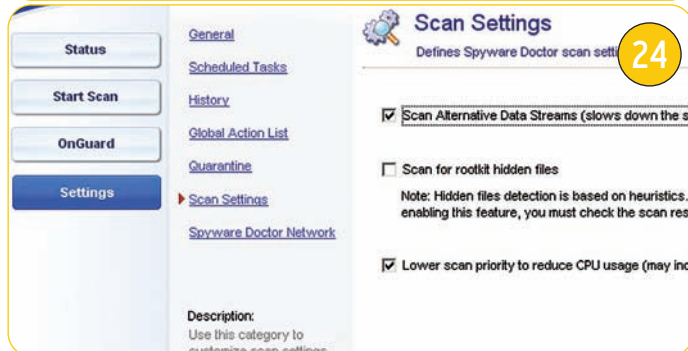 Status
Start Scan
OnGuard
Settings
General
Scheduled Tasks
History
Global Action List
Quarantine
Scan Settings
Spyware Doctor Network
Description:
Use this category to
customize scan settings
Scan Settings
Defines Spyware Doctor scan setti
24
Scan Alternative Data Streams (slows down the s
Scan for rootkit hidden files
Note: Hidden files detection is based on heuristics.
enabling this feature, you must check the scan res
Lower scan priority to reduce CPU usage (may inc